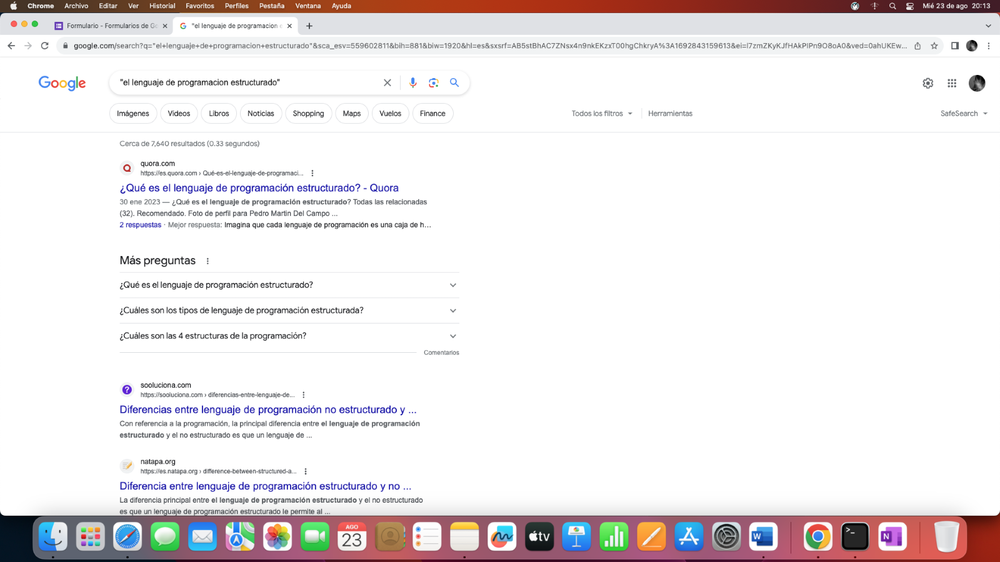 Chrome Archivo Editar Ver Historial Favoritos Perfiles Pestaña Ventana Ayuda Mié 23 de ago 20:13
Formulario - Formularios de Go "el lenguaje de programacion e
google.com/search?q="el+lenguaje+de+programacion+estructurado"&sca_esv=559602811&bih=881&biw=1920&hl=es&sxsrf=AB5stBhAC7ZNsx4n9nkEKzxT00hgChkryA%3A1692843159613&ei=l7zmZKyKJfHAkPIPn9O8oA0&ved=0ahUKEw...
Google
"el lenguaje de programacion estructurado"
Imágenes Videos Libros Noticias Shopping Maps Vuelos Finance Todos los filtros Herramientas SafeSearch
Cerca de 7,640 resultados (0.33 segundos)
quora.com
https://es.quora.com › Qué-es-el-lenguaje-de-programaci...
¿Qué es el lenguaje de programación estructurado? - Quora
30 ene 2023 — ¿Qué es el lenguaje de programación estructurado? Todas las relacionadas
(32). Recomendado. Foto de perfil para Pedro Martin Del Campo ...
2 respuestas · Mejor respuesta: Imagina que cada lenguaje de programación es una caja de h...
Más preguntas
¿Qué es el lenguaje de programación estructurado?
¿Cuáles son los tipos de lenguaje de programación estructurada?
¿Cuáles son las 4 estructuras de la programación?
Comentarios
sooluciona.com
https://sooluciona.com › diferencias-entre-lenguaje-de...
Diferencias entre lenguaje de programación no estructurado y ...
Con referencia a la programación, la principal diferencia entre el lenguaje de programación
estructurado y el no estructurado es que un lenguaje de ...
natapa.org
https://es.natapa.org › difference-between-structured-a...
Diferencia entre lenguaje de programación estructurado y no ...
La diferencia principal entre el lenguaje de programación estructurado y el no estructurado
es que un lenguaje de programación estructurado le permite al ...
AGO
23
tv
W
N